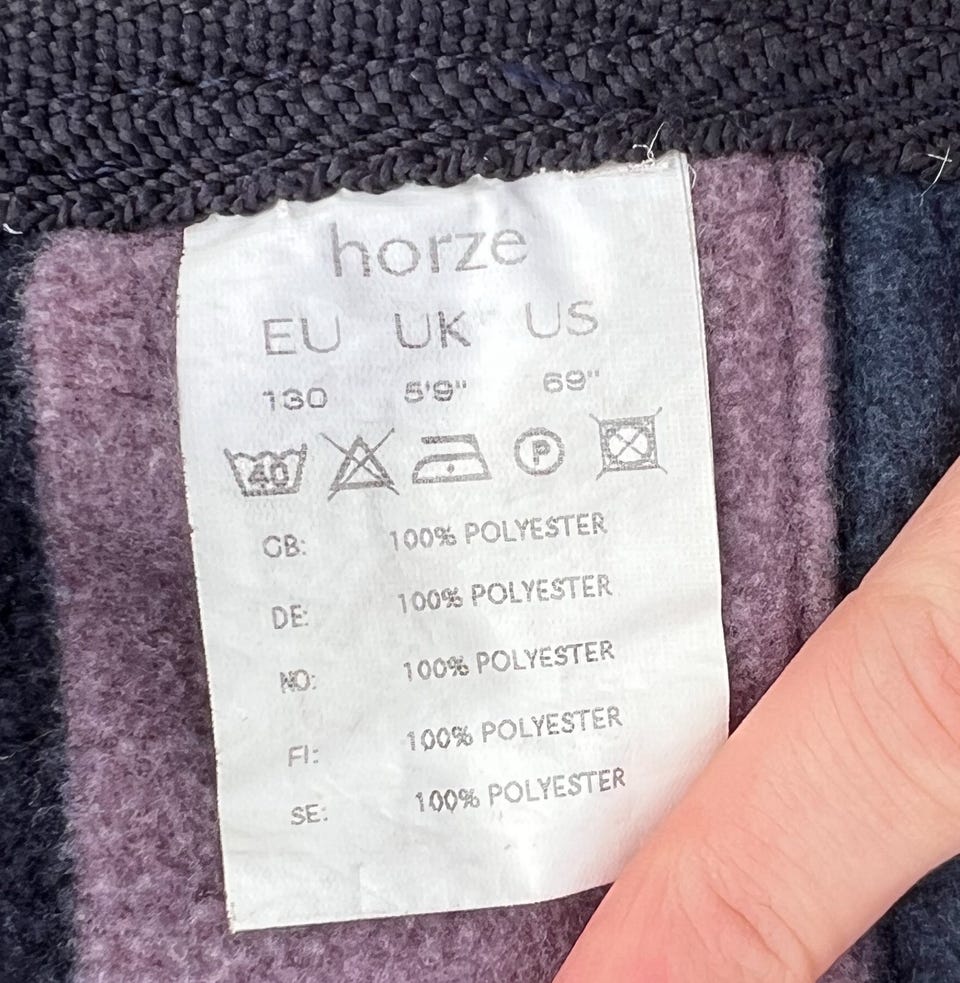 horze
EU UK US
130 5'9" 69"
40 P
GB: 100% POLYESTER
DE: 100% POLYESTER
NO: 100% POLYESTER
FI: 100% POLYESTER
SE: 100% POLYESTER